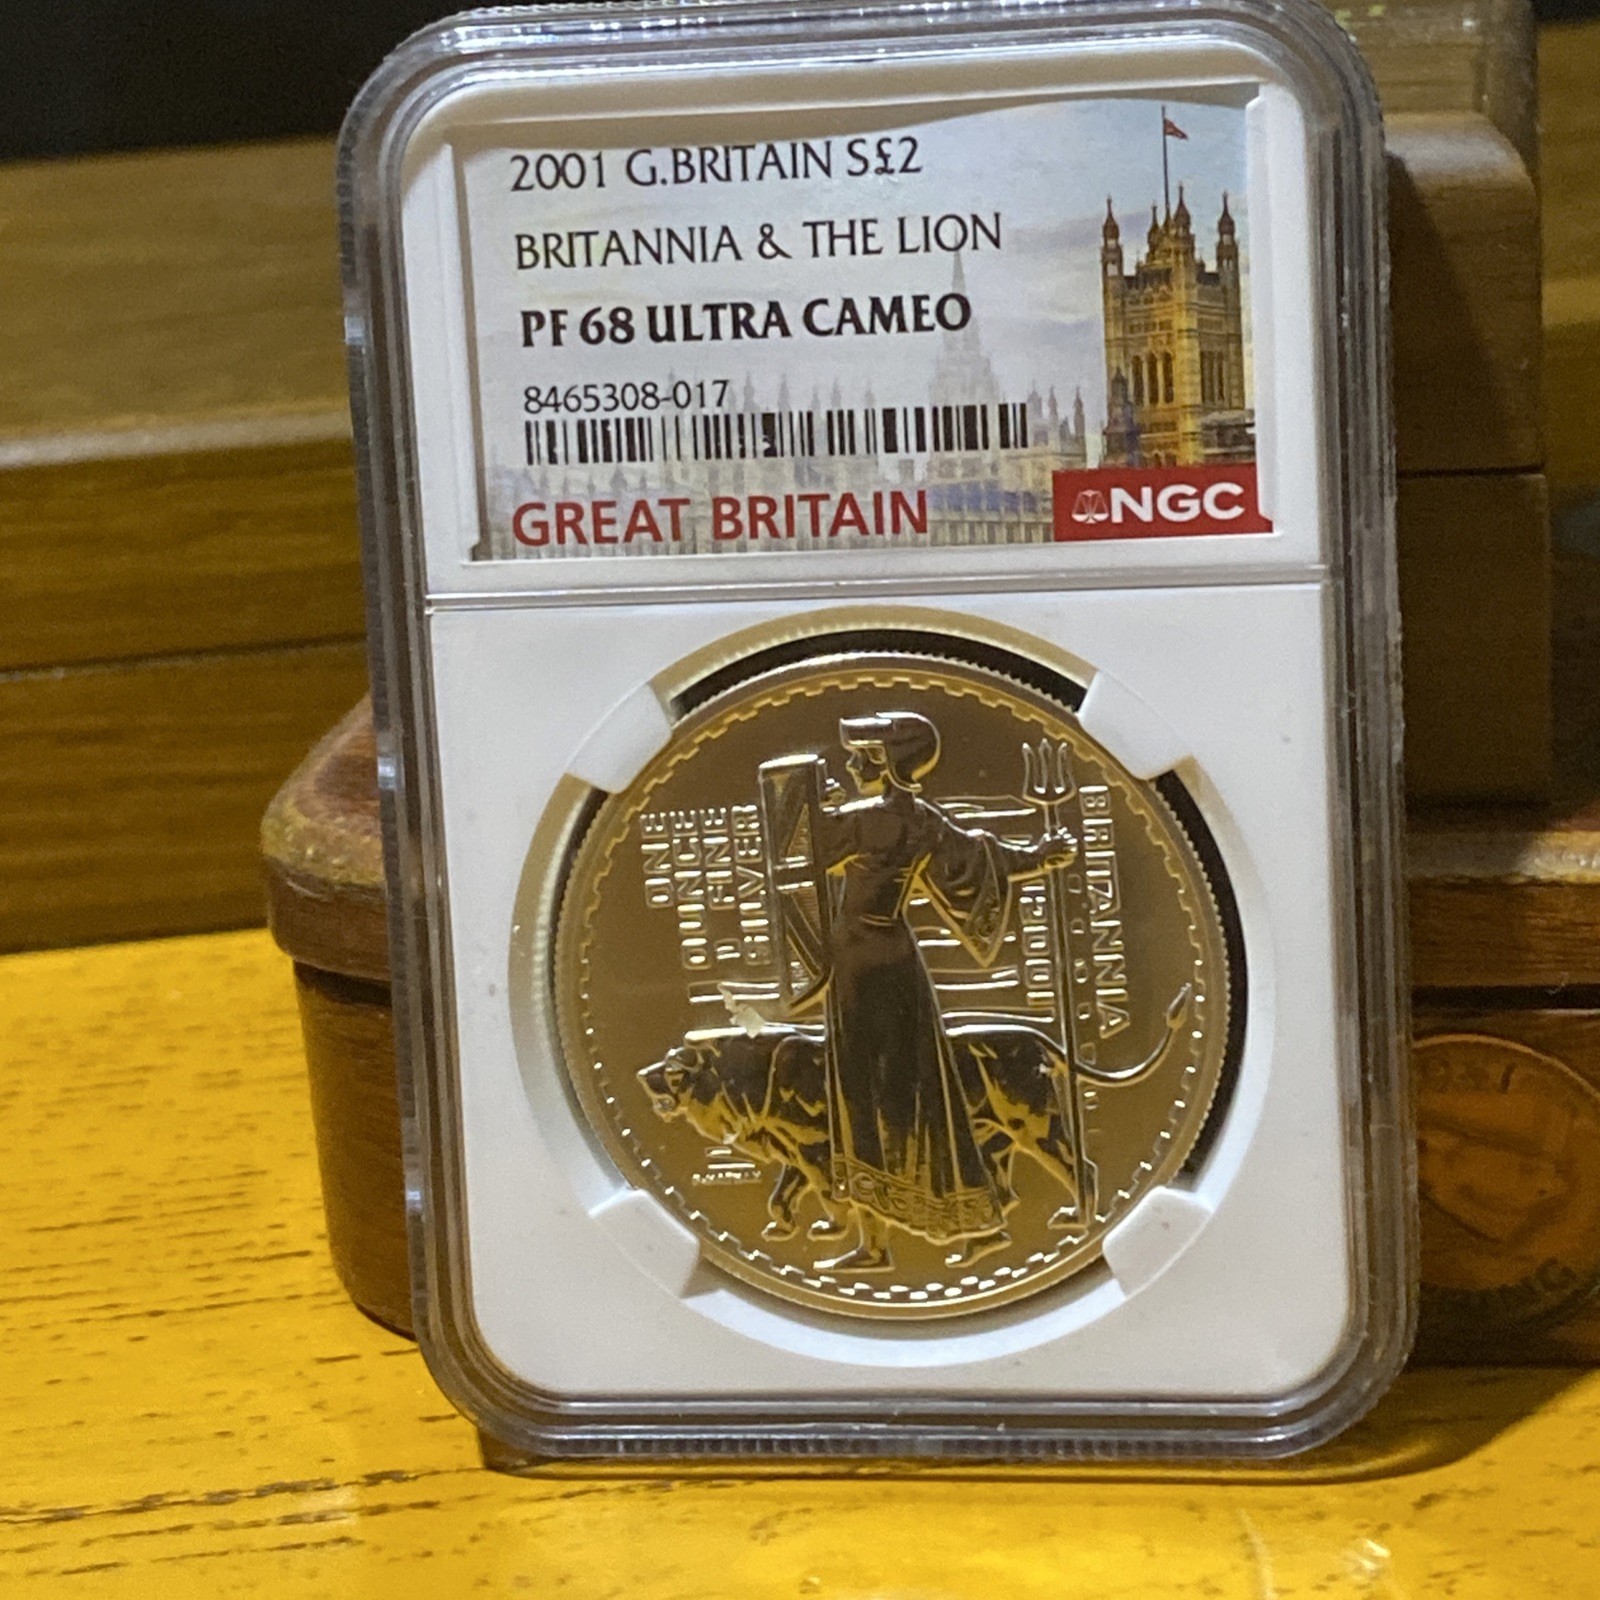 2001 G.BRITAIN S£2
BRITANNIA & THE LION
PF 68 ULTRA CAMEO
8465308-017
GREAT BRITAIN
NGC
ONE
OUNCE
FINE
SILVER
BRITANNIA
2001